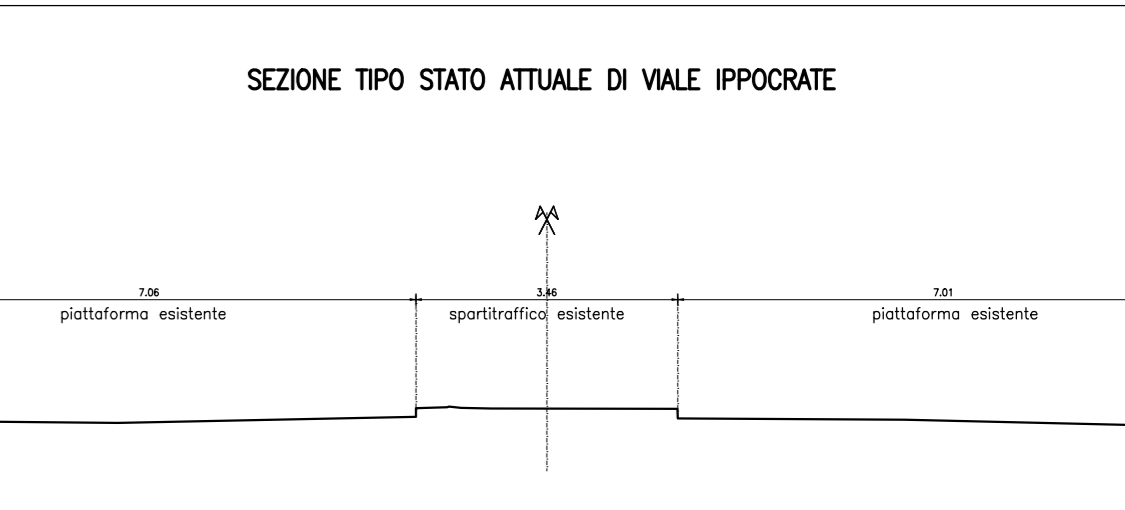 SEZIONE TIPO STATO ATTUALE DI VIALE IPPOCRATE
7.06
3.46
7.01
piattaforma esistente
spartitraffico esistente
piattaforma esistente